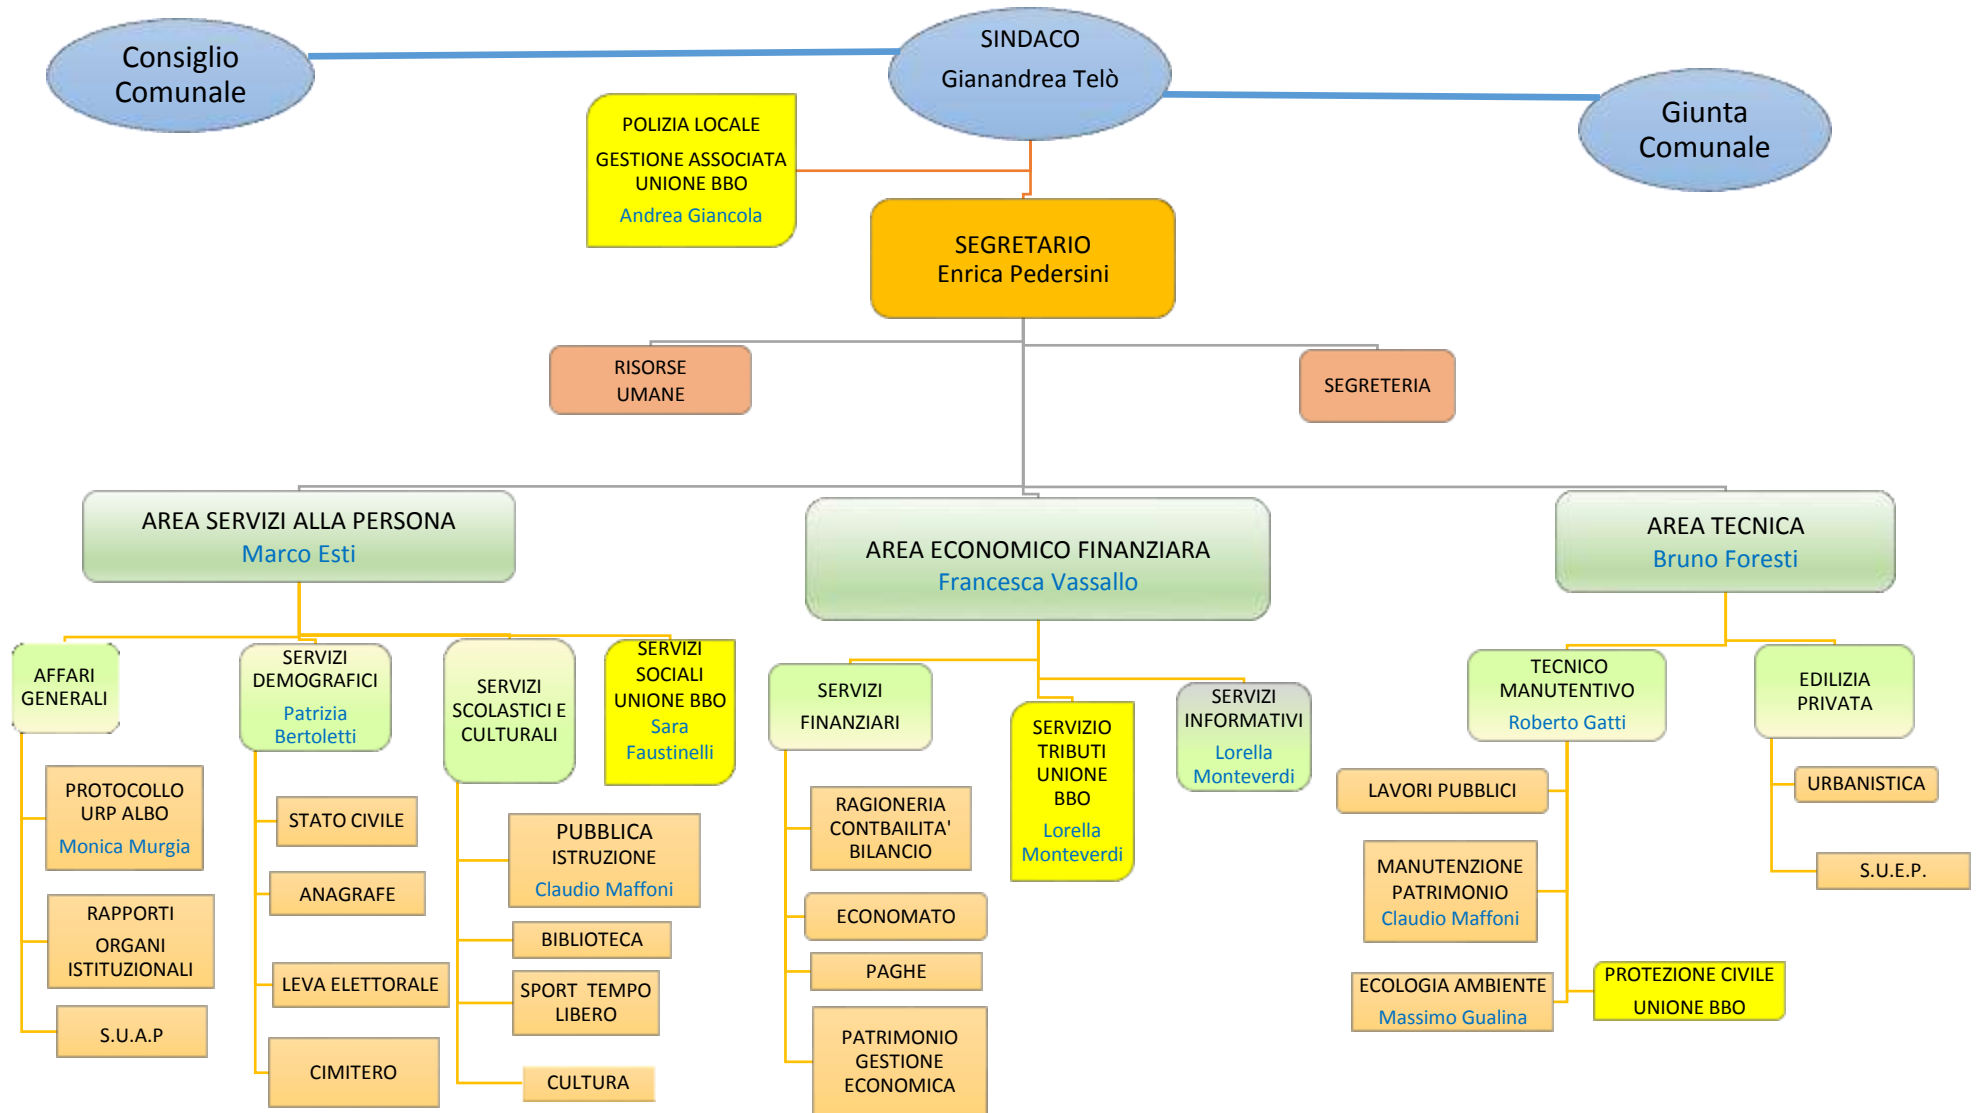 Consiglio
Comunale
SINDACO
Gianandrea Telò
Giunta
Comunale
POLIZIA LOCALE
GESTIONE ASSOCIATA
UNIONE BBO
Andrea Giancola
SEGRETARIO
Enrica Pedersini
RISORSE
UMANE
SEGRETERIA
AREA SERVIZI ALLA PERSONA
Marco Esti
AREA ECONOMICO FINANZIARA
Francesca Vassallo
AREA TECNICA
Bruno Foresti
AFFARI
GENERALI
SERVIZI
DEMOGRAFICI
Patrizia
Bertoletti
SERVIZI
SCOLASTICI E
CULTURALI
SERVIZI
SOCIALI
UNIONE BBO
Sara
Faustinelli
SERVIZI
FINANZIARI
SERVIZIO
TRIBUTI
UNIONE
BBO
Lorella
Monteverdi
SERVIZI
INFORMATIVI
Lorella
Monteverdi
TECNICO
MANUTENTIVO
Roberto Gatti
EDILIZIA
PRIVATA
PROTOCOLLO
URP ALBO
Monica Murgia
RAPPORTI
ORGANI
ISTITUZIONALI
S.U.A.P
STATO CIVILE
ANAGRAFE
LEVA ELETTORALE
CIMITERO
PUBBLICA
ISTRUZIONE
Claudio Maffoni
BIBLIOTECA
SPORT TEMPO
LIBERO
CULTURA
RAGIONERIA
CONTBAILITA'
BILANCIO
ECONOMATO
PAGHE
PATRIMONIO
GESTIONE
ECONOMICA
LAVORI PUBBLICI
MANUTENZIONE
PATRIMONIO
Claudio Maffoni
ECOLOGIA AMBIENTE
Massimo Gualina
PROTEZIONE CIVILE
UNIONE BBO
URBANISTICA
S.U.E.P.